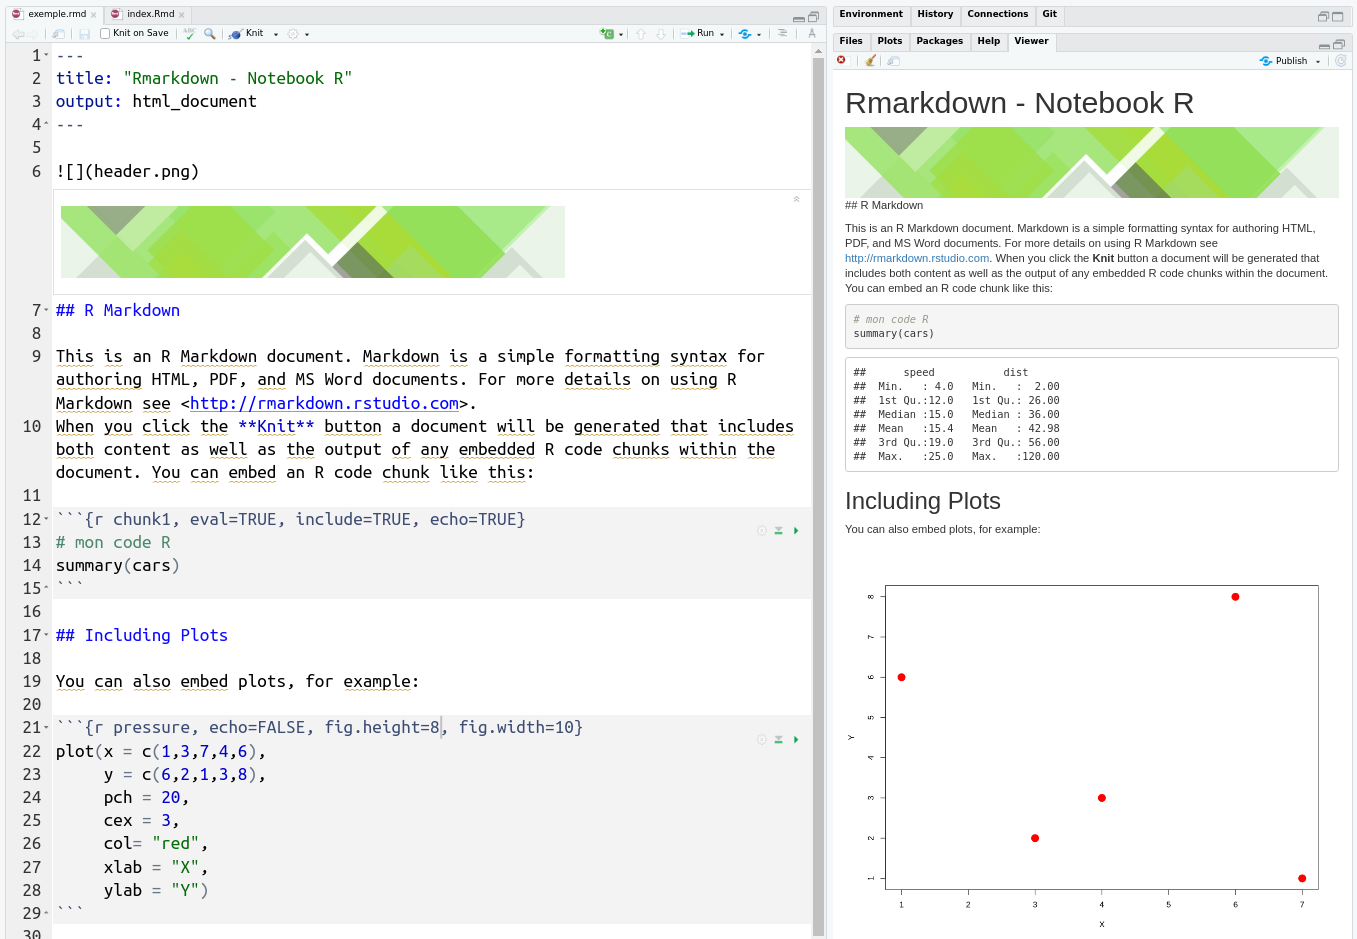 exemple.rmd index.Rmd
Knit on Save ABC Knit Run
1 ---
2 title: "Rmarkdown - Notebook R"
3 output: html_document
4 ---
5
6 ![](header.png)
7 ## R Markdown
8
9 This is an R Markdown document. Markdown is a simple formatting syntax for
authoring HTML, PDF, and MS Word documents. For more details on using R
Markdown see <http://rmarkdown.rstudio.com>.
10 When you click the **Knit** button a document will be generated that includes
both content as well as the output of any embedded R code chunks within the
document. You can embed an R code chunk like this:
11
12 ```{r chunk1, eval=TRUE, include=TRUE, echo=TRUE}
13 # mon code R
14 summary(cars)
15 ```
16
17 ## Including Plots
18
19 You can also embed plots, for example:
20
21 ```{r pressure, echo=FALSE, fig.height=8, fig.width=10}
22 plot(x = c(1,3,7,4,6),
23      y = c(6,2,1,3,8),
24      pch = 20,
25      cex = 3,
26      col= "red",
27      xlab = "X",
28      ylab = "Y")
29 ```
30
Environment History Connections Git
Files Plots Packages Help Viewer
Publish
Rmarkdown - Notebook R
## R Markdown
This is an R Markdown document. Markdown is a simple formatting syntax for authoring HTML,
PDF, and MS Word documents. For more details on using R Markdown see
http://rmarkdown.rstudio.com. When you click the Knit button a document will be generated that
includes both content as well as the output of any embedded R code chunks within the document.
You can embed an R code chunk like this:
# mon code R
summary(cars)
##      speed           dist
##  Min.   : 4.0   Min.   :  2.00
##  1st Qu.:12.0   1st Qu.: 26.00
##  Median :15.0   Median : 36.00
##  Mean   :15.4   Mean   : 42.98
##  3rd Qu.:19.0   3rd Qu.: 56.00
##  Max.   :25.0   Max.   :120.00
Including Plots
You can also embed plots, for example:
8
7
6
5
4
3
2
1
Y
1 2 3 4 5 6 7
X